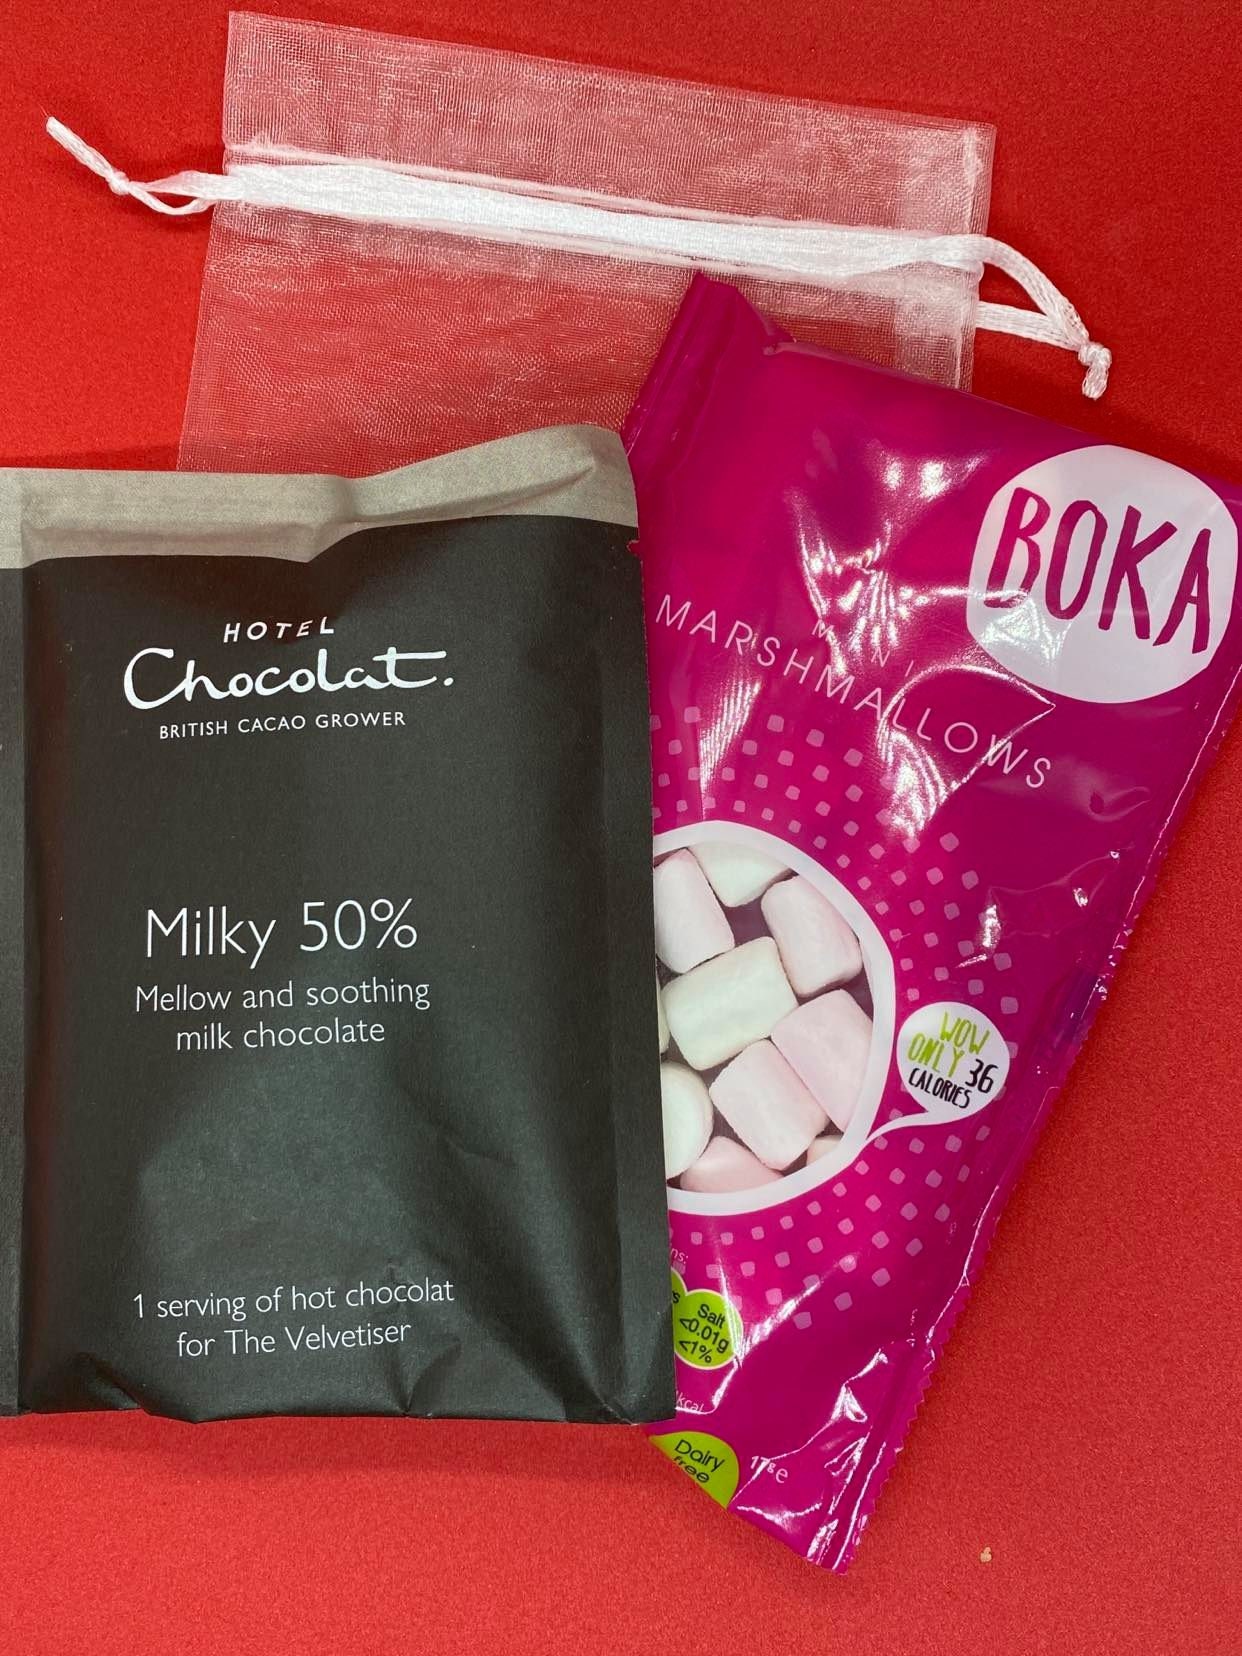 HOTEL
Chocolat.
BRITISH CACAO GROWER
Milky 50%
Mellow and soothing
milk chocolate
1 serving of hot chocolat
for The Velvetiser
BOKA
MINI
MARSHMALLOWS
WOW
ONLY 36
CALORIES
Salt
<0.01g
<1%
kcal
Dairy
free